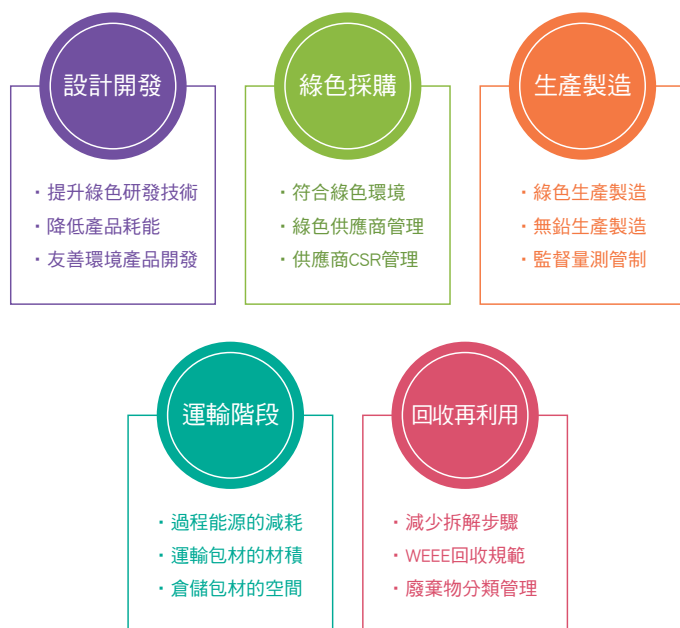 設計開發
・提升綠色研發技術
・降低產品耗能
・友善環境產品開發
綠色採購
・符合綠色環境
・綠色供應商管理
・供應商CSR管理
生產製造
・綠色生產製造
・無鉛生產製造
・監督量測管制
運輸階段
・過程能源的減耗
・運輸包材的材積
・倉儲包材的空間
回收再利用
・減少拆解步驟
・WEEE回收規範
・廢棄物分類管理